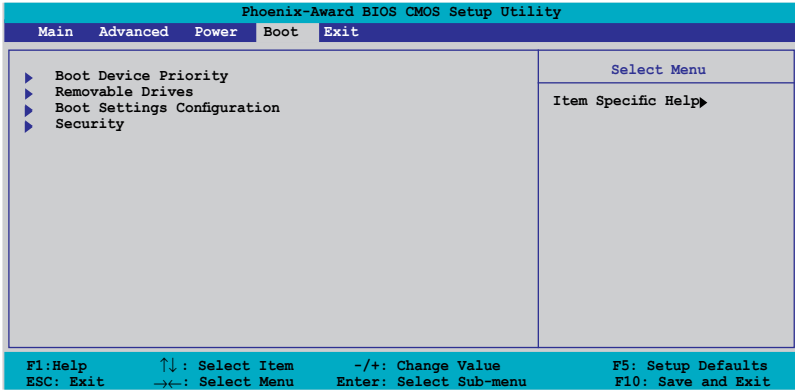 Phoenix-Award BIOS CMOS Setup Utility
Main Advanced Power Boot Exit
Select Menu
Boot Device Priority
Removable Drives
Boot Settings Configuration
Security
Item Specific Help
F1:Help ↑↓: Select Item -/+: Change Value F5: Setup Defaults
ESC: Exit →←: Select Menu Enter: Select Sub-menu F10: Save and Exit